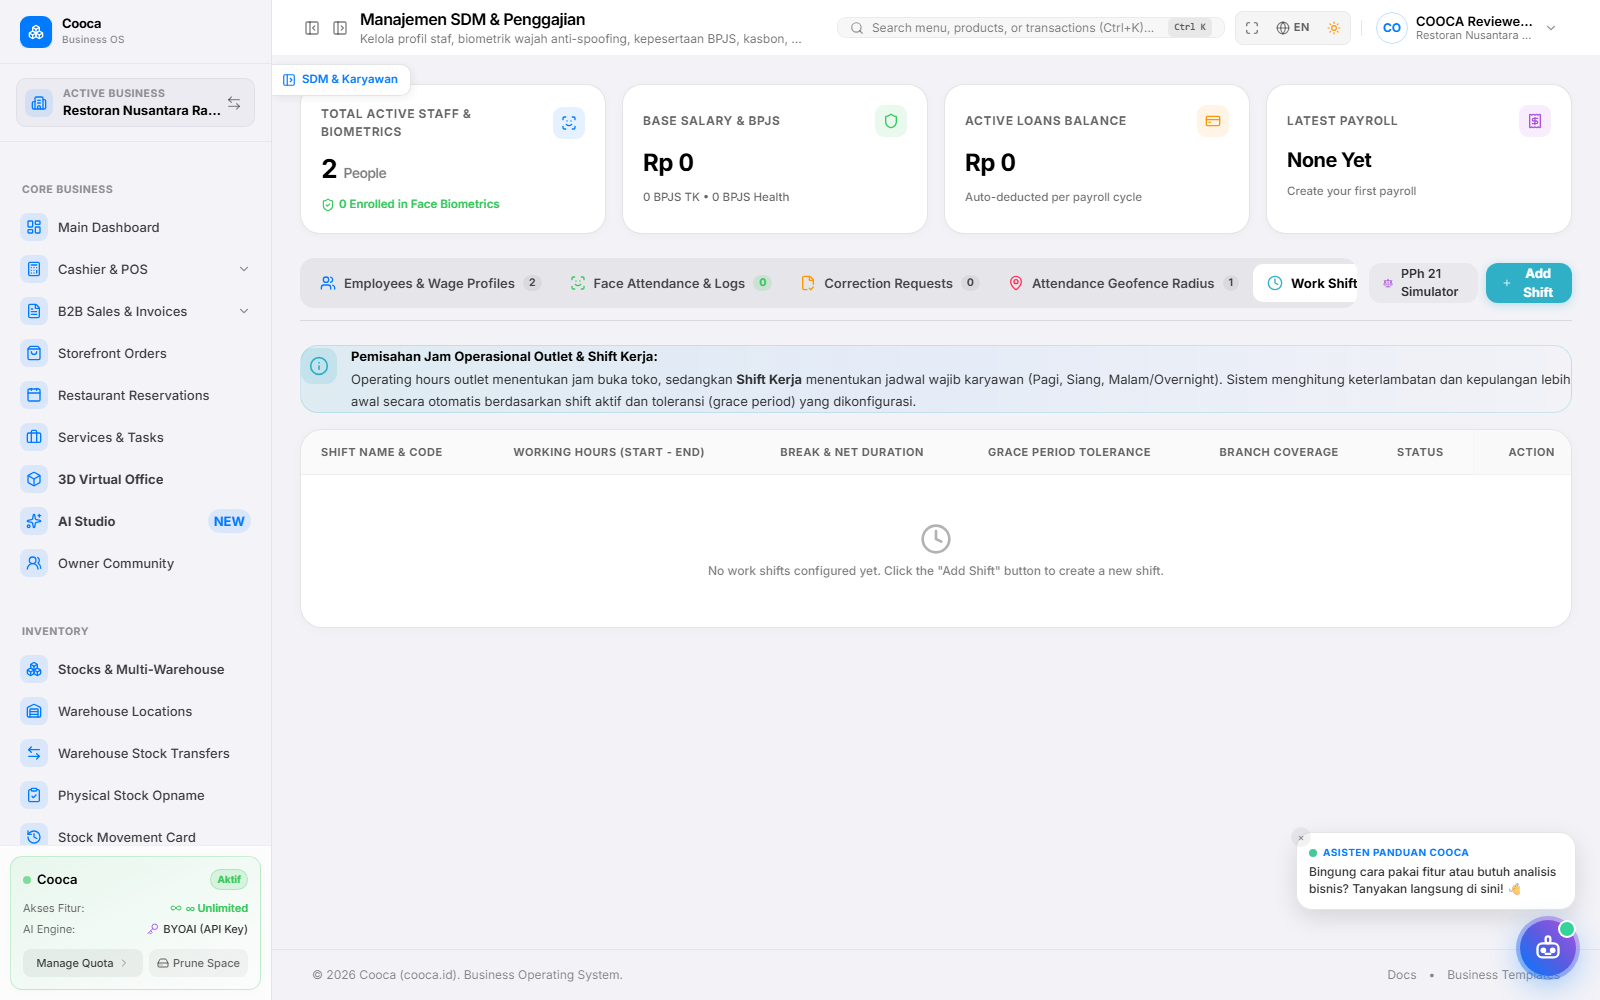 Cooca
Business OS
ACTIVE BUSINESS
Restoran Nusantara Ra...
CORE BUSINESS
Main Dashboard
Cashier & POS
B2B Sales & Invoices
Storefront Orders
Restaurant Reservations
Services & Tasks
3D Virtual Office
AI Studio NEW
Owner Community
INVENTORY
Stocks & Multi-Warehouse
Warehouse Locations
Warehouse Stock Transfers
Physical Stock Opname
Stock Movement Card
Cooca Aktif
Akses Fitur: ∞ Unlimited
AI Engine: BYOAI (API Key)
Manage Quota Prune Space
Manajemen SDM & Penggajian
Kelola profil staf, biometrik wajah anti-spoofing, kepesertaan BPJS, kasbon, ...
Search menu, products, or transactions (Ctrl+K)... Ctrl K
EN
CO
COOCA Reviewe...
Restoran Nusantara ...
SDM & Karyawan
TOTAL ACTIVE STAFF &
BIOMETRICS
2 People
0 Enrolled in Face Biometrics
BASE SALARY & BPJS
Rp 0
0 BPJS TK • 0 BPJS Health
ACTIVE LOANS BALANCE
Rp 0
Auto-deducted per payroll cycle
LATEST PAYROLL
None Yet
Create your first payroll
Employees & Wage Profiles 2
Face Attendance & Logs 0
Correction Requests 0
Attendance Geofence Radius 1
Work Shift
PPh 21
Simulator
+ Add
Shift
Pemisahan Jam Operasional Outlet & Shift Kerja:
Operating hours outlet menentukan jam buka toko, sedangkan Shift Kerja menentukan jadwal wajib karyawan (Pagi, Siang, Malam/Overnight). Sistem menghitung keterlambatan dan kepulangan lebih
awal secara otomatis berdasarkan shift aktif dan toleransi (grace period) yang dikonfigurasi.
SHIFT NAME & CODE WORKING HOURS (START - END) BREAK & NET DURATION GRACE PERIOD TOLERANCE BRANCH COVERAGE STATUS ACTION
No work shifts configured yet. Click the "Add Shift" button to create a new shift.
×
ASISTEN PANDUAN COOCA
Bingung cara pakai fitur atau butuh analisis
bisnis? Tanyakan langsung di sini! 👋
© 2026 Cooca (cooca.id). Business Operating System.
Docs • Business Templates